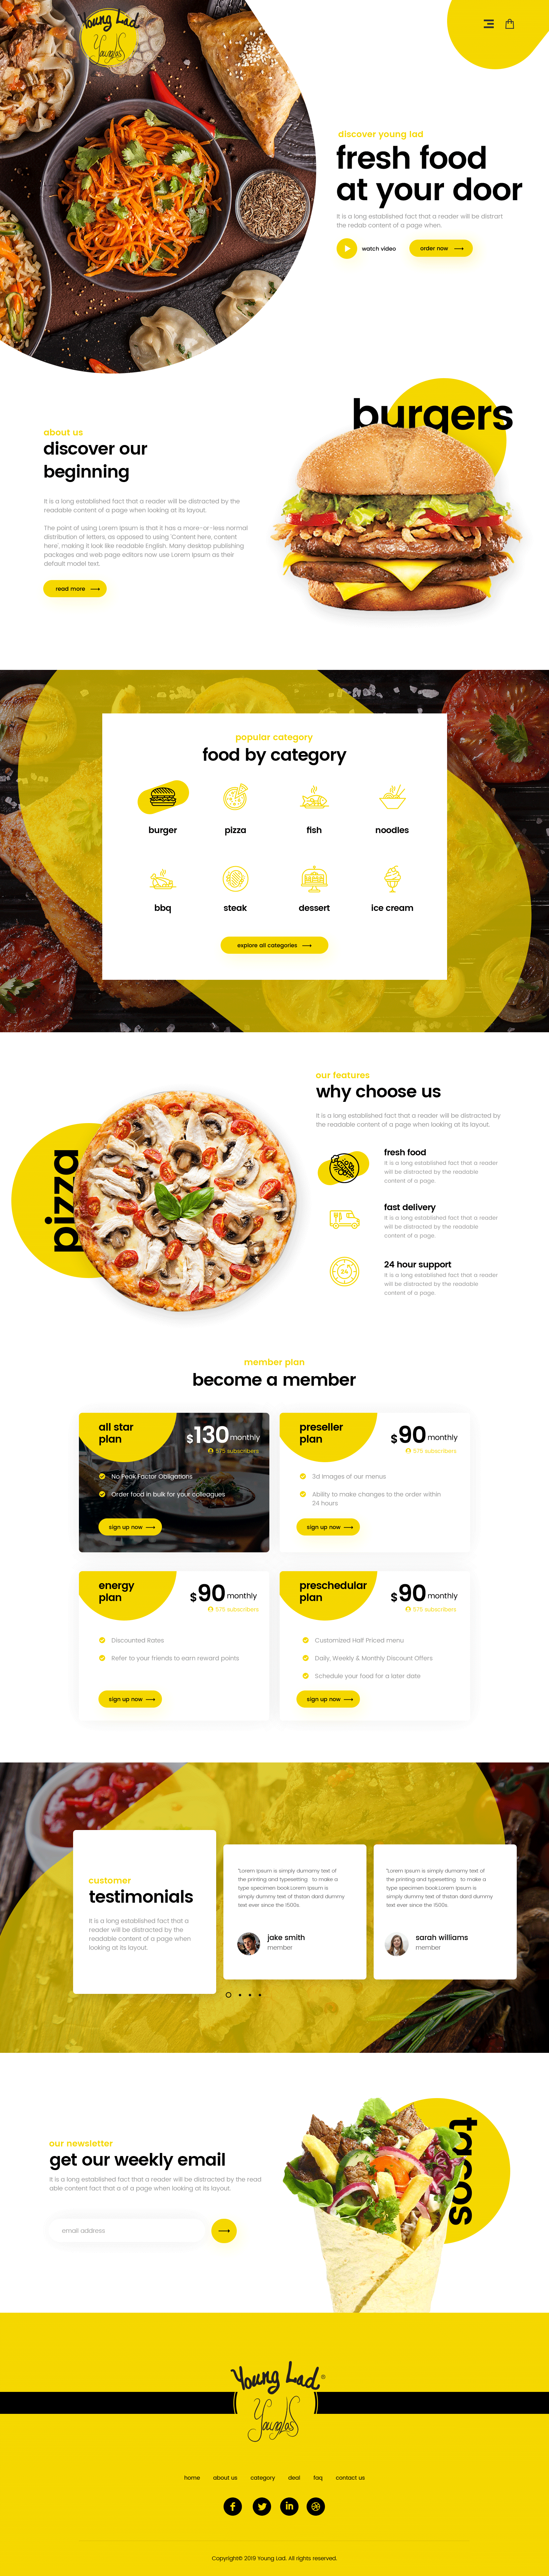 Young Lad
Younglas
discover young lad
fresh food
at your door
It is a long established fact that a reader will be distrart
the redab content of a page when.
watch video
order now
burgers
about us
discover our
beginning
It is a long established fact that a reader will be distracted by the
readable content of a page when looking at its layout.
The point of using Lorem Ipsum is that it has a more-or-less normal
distribution of letters, as opposed to using 'Content here, content
here', making it look like readable English. Many desktop publishing
packages and web page editors now use Lorem Ipsum as their
default model text.
read more
popular category
food by category
burger
pizza
fish
noodles
bbq
steak
dessert
ice cream
explore all categories
our features
why choose us
It is a long established fact that a reader will be distracted by
the readable content of a page when looking at its layout.
pizza
fresh food
It is a long established fact that a reader
will be distracted by the readable
content of a page.
fast delivery
It is a long established fact that a reader
will be distracted by the readable
content of a page.
24
24 hour support
It is a long established fact that a reader
will be distracted by the readable
content of a page.
member plan
become a member
all star
plan
$130 monthly
575 subscribers
No Peak Factor Obligations
Order food in bulk for your colleagues
sign up now
preseller
plan
$90 monthly
575 subscribers
3d Images of our menus
Ability to make changes to the order within
24 hours
sign up now
energy
plan
$90 monthly
575 subscribers
Discounted Rates
Refer to your friends to earn reward points
sign up now
preschedular
plan
$90 monthly
575 subscribers
Customized Half Priced menu
Daily, Weekly & Monthly Discount Offers
Schedule your food for a later date
sign up now
customer
testimonials
It is a long established fact that a
reader will be distracted by the
readable content of a page when
looking at its layout.
"Lorem Ipsum is simply dumamy text of
the printing and typesetting to make a
type specimen book.Lorem Ipsum is
simply dummy text of thstan dard dummy
text ever since the 1500s.
jake smith
member
"Lorem Ipsum is simply dumamy text of
the printing and typesetting to make a
type specimen book.Lorem Ipsum is
simply dummy text of thstan dard dummy
text ever since the 1500s.
sarah williams
member
our newsletter
get our weekly email
It is a long established fact that a reader will be distracted by the read
able content fact that a of a page when looking at its layout.
email address
tacos
Young Lad®
Younglas
home about us category deal faq contact us
Copyright© 2019 Young Lad. All rights reserved.